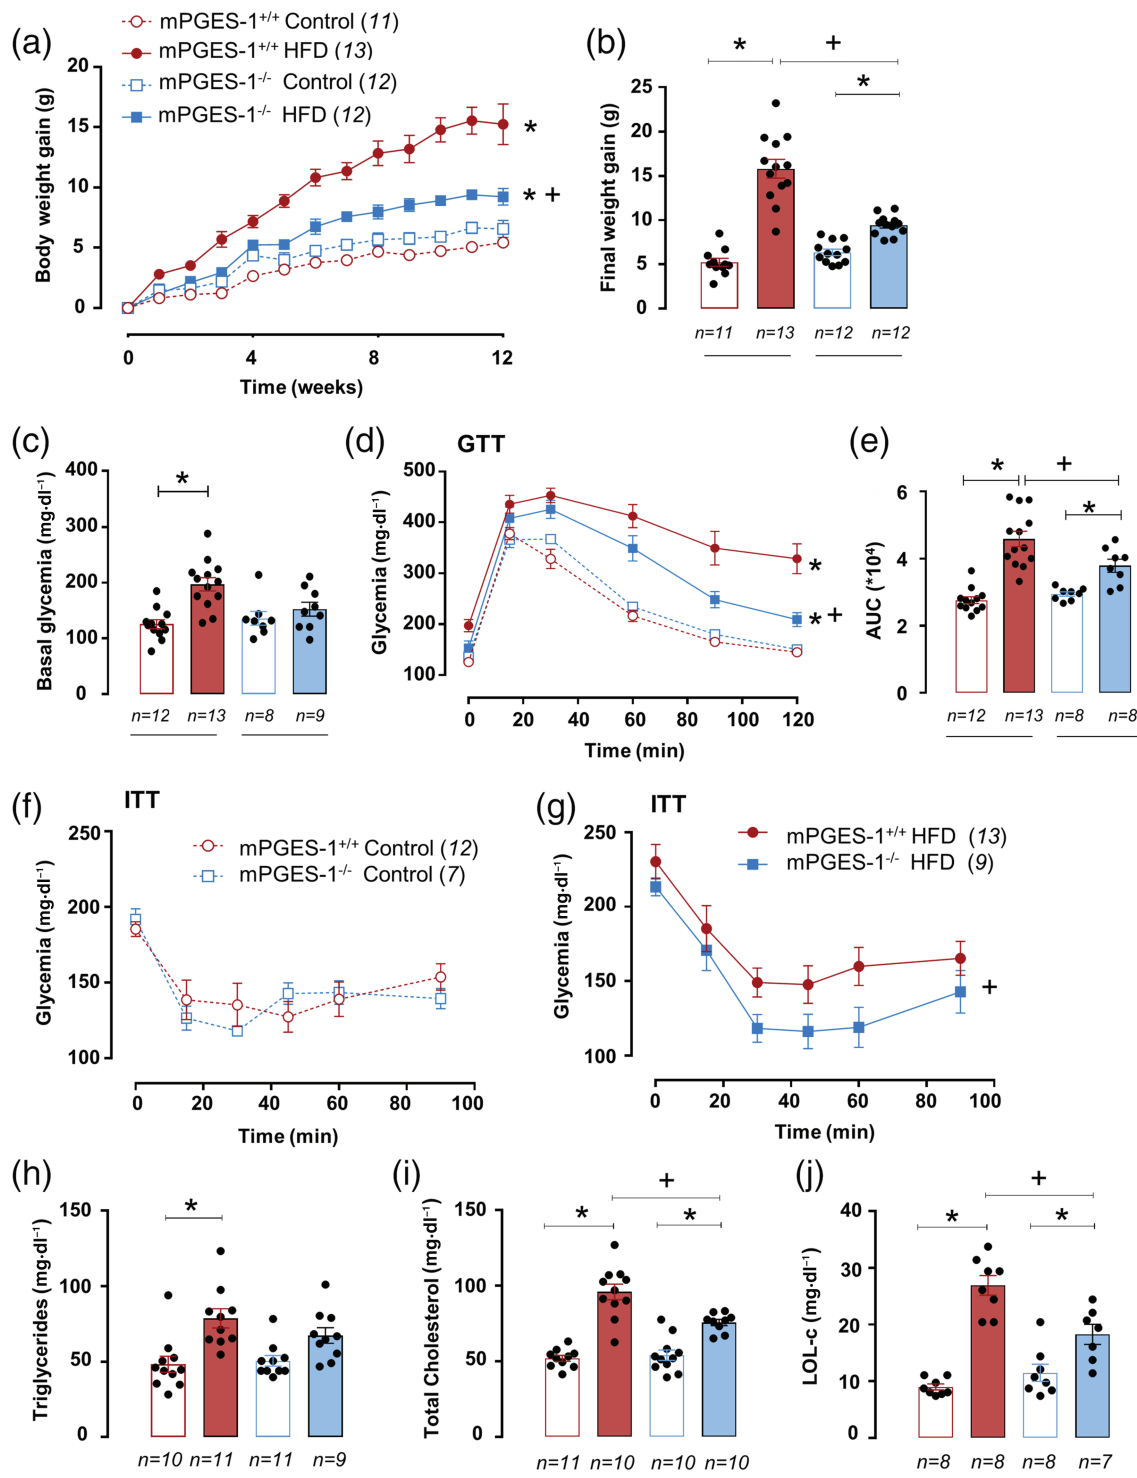 (a)
mPGES-1+/+ Control (11)
mPGES-1+/+ HFD (13)
mPGES-1-/- Control (12)
mPGES-1-/- HFD (12)
Body weight gain (g)
20
15
10
5
0
*
* +
0 4 8 12
Time (weeks)
(b)
* + *
Final weight gain (g)
25
20
15
10
5
0
n=11 n=13 n=12 n=12
(c)
*
Basal glycemia (mg·dl⁻¹)
400
300
200
100
0
n=12 n=13 n=8 n=9
(d)
GTT
Glycemia (mg·dl⁻¹)
500
400
300
200
100
*
* +
0 20 40 60 80 100 120
Time (min)
(e)
* + *
AUC (*10⁴)
6
4
2
0
n=12 n=13 n=8 n=8
(f)
ITT
mPGES-1+/+ Control (12)
mPGES-1-/- Control (7)
Glycemia (mg·dl⁻¹)
250
200
150
100
0 20 40 60 80 100
Time (min)
(g)
ITT
mPGES-1+/+ HFD (13)
mPGES-1-/- HFD (9)
Glycemia (mg·dl⁻¹)
250
200
150
100
+
0 20 40 60 80 100
Time (min)
(h)
*
Triglycerides (mg·dl⁻¹)
150
100
50
0
n=10 n=11 n=11 n=9
(i)
* + *
Total Cholesterol (mg·dl⁻¹)
150
100
50
0
n=11 n=10 n=10 n=10
(j)
* + *
LOL-c (mg·dl⁻¹)
40
30
20
10
0
n=8 n=8 n=8 n=7